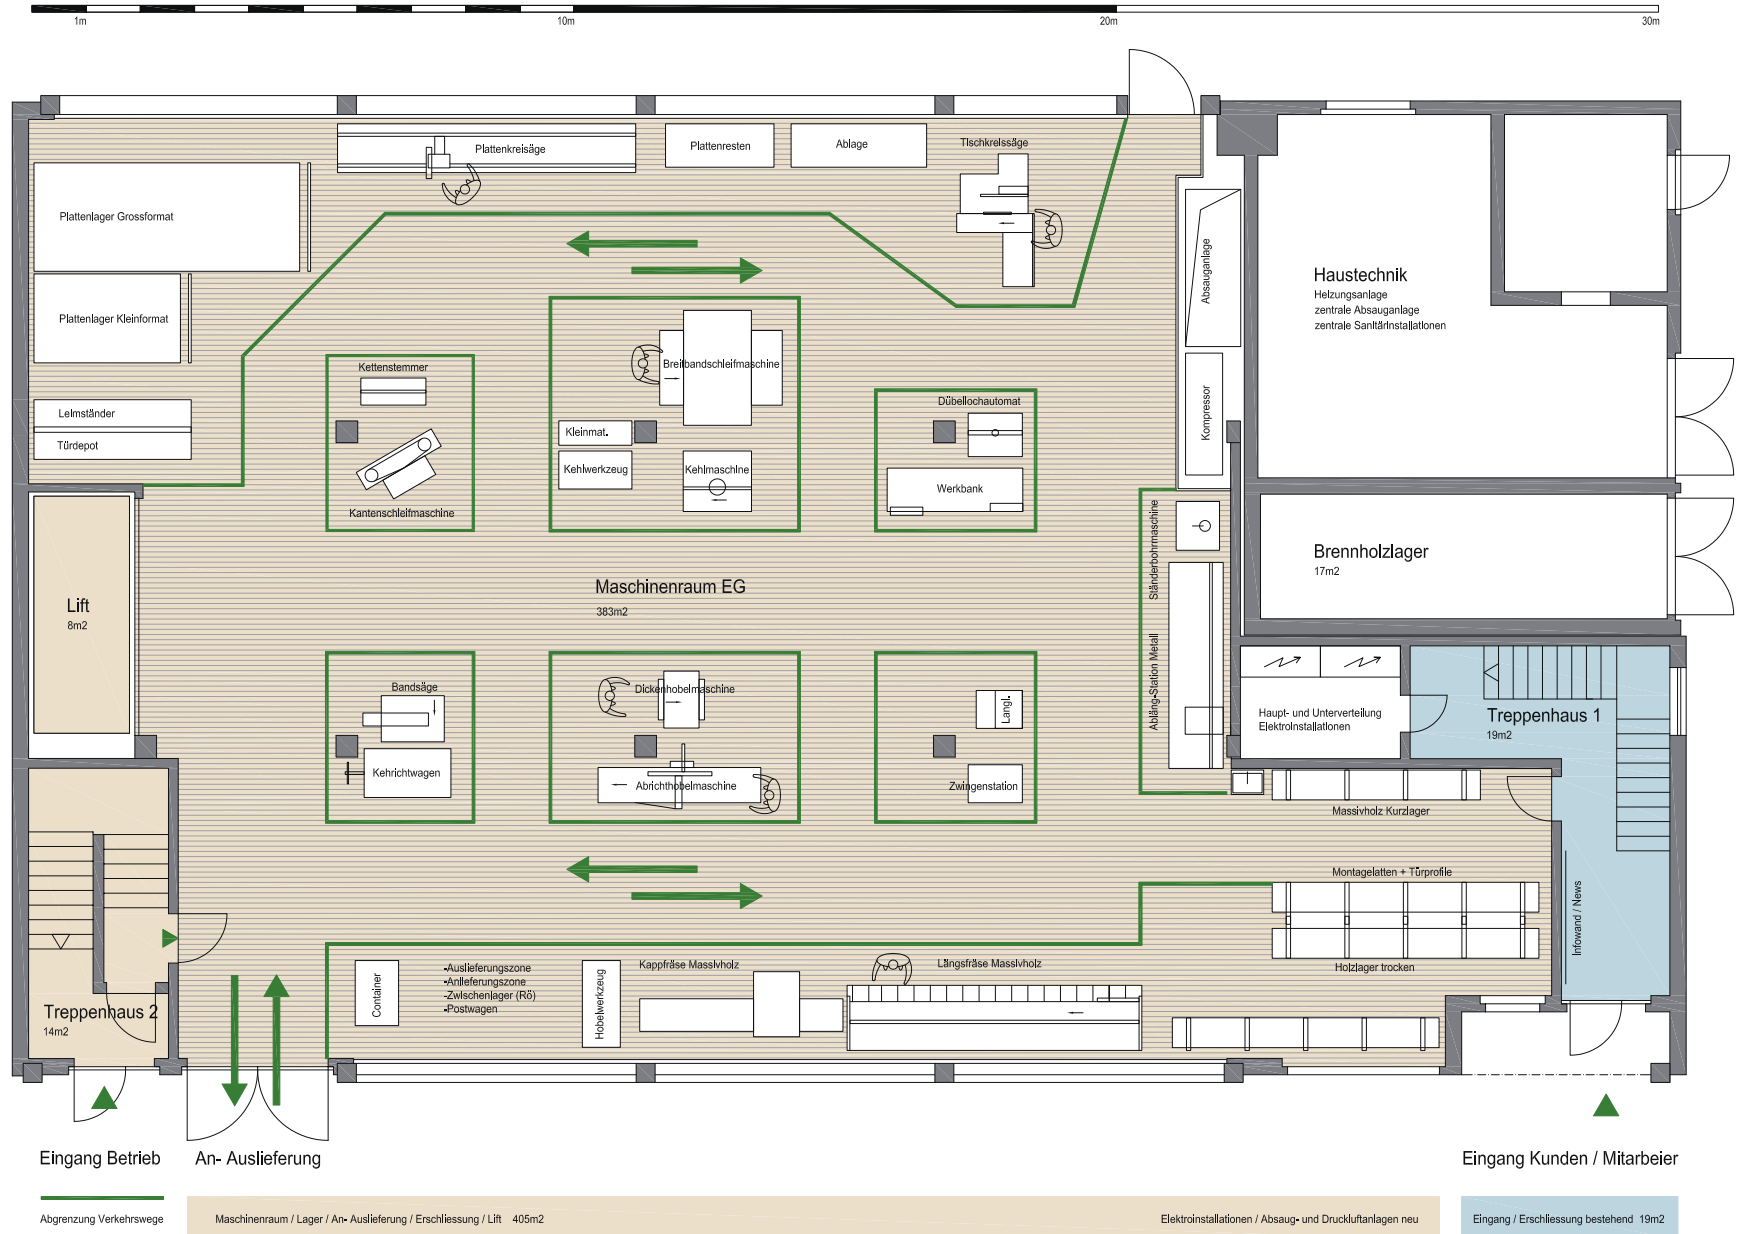 1m
10m
20m
30m
Plattenkreisäge
Plattenresten
Ablage
Tischkreissäge
Plattenlager Grossformat
Plattenlager Kleinformat
Leimständer
Türdepot
Absauganlage
Kompressor
Haustechnik
Heizungsanlage
zentrale Absauganlage
zentrale Sanitärinstallationen
Kettenstemmer
Kantenschleifmaschine
Breitbandschleifmaschine
Kleinmat.
Kehlwerkzeug
Kehlmaschine
Dübellochautomat
Werkbank
Ständerbohrmaschine
Abläng-Station Metall
Brennholzlager
17m2
Maschinenraum EG
383m2
Lift
8m2
Bandsäge
Kehrichtwagen
Dickenhobelmaschine
Abrichthobelmaschine
Langl.
Zwingenstation
Haupt- und Unterverteilung
Elektroinstallationen
Treppenhaus 1
19m2
Massivholz Kurzlager
Montagelatten + Türprofile
Holzlager trocken
Infowand / News
Treppenhaus 2
14m2
Container
-Auslieferungszone
-Anlieferungszone
-Zwischenlager (Rö)
-Postwagen
Hobelwerkzeug
Kappfräse Massivholz
Längsfräse Massivholz
Eingang Betrieb
An- Auslieferung
Eingang Kunden / Mitarbeier
Abgrenzung Verkehrswege
Maschinenraum / Lager / An- Auslieferung / Erschliessung / Lift 405m2
Elektroinstallationen / Absaug- und Druckluftanlagen neu
Eingang / Erschliessung bestehend 19m2